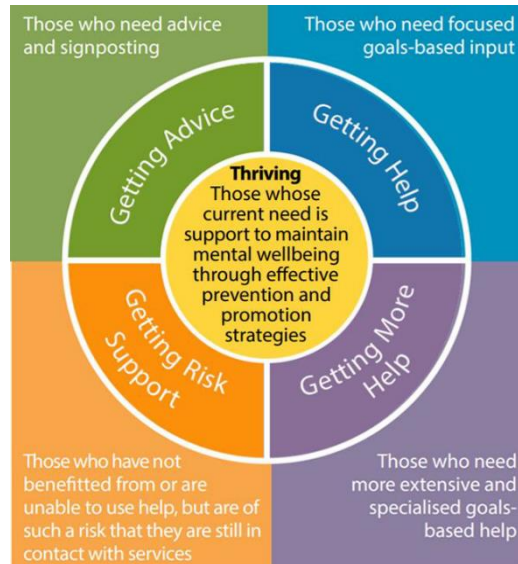 Those who need advice
and signposting
Those who need focused
goals-based input
Getting Advice
Getting Help
Thriving
Those whose
current need is
support to maintain
mental wellbeing
through effective
prevention and
promotion
strategies
Getting Risk
Support
Getting More
Help
Those who have not
benefitted from or are
unable to use help, but are of
such a risk that they are still in
contact with services
Those who need
more extensive and
specialised goals-
based help